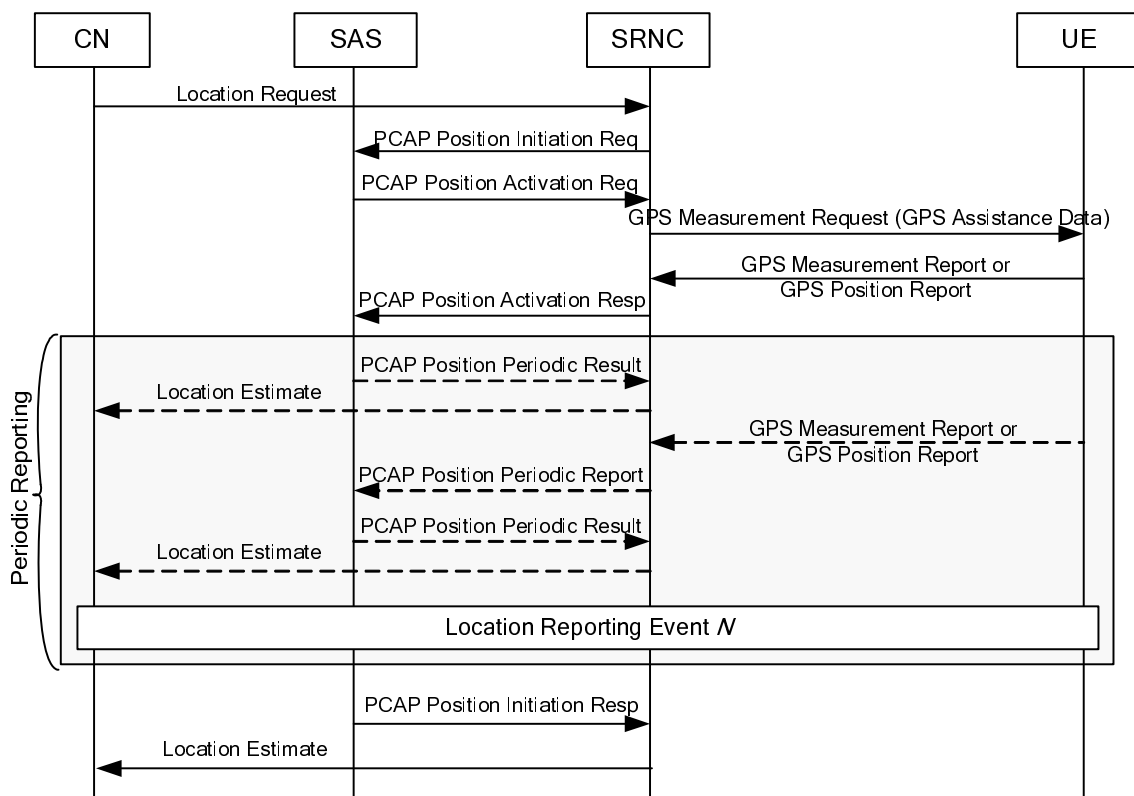 CN
SAS
SRNC
UE
Location Request
PCAP Position Initiation Req
PCAP Position Activation Req
GPS Measurement Request (GPS Assistance Data)
GPS Measurement Report or
GPS Position Report
PCAP Position Activation Resp
Periodic Reporting
PCAP Position Periodic Result
Location Estimate
GPS Measurement Report or
GPS Position Report
PCAP Position Periodic Report
PCAP Position Periodic Result
Location Estimate
Location Reporting Event N
PCAP Position Initiation Resp
Location Estimate